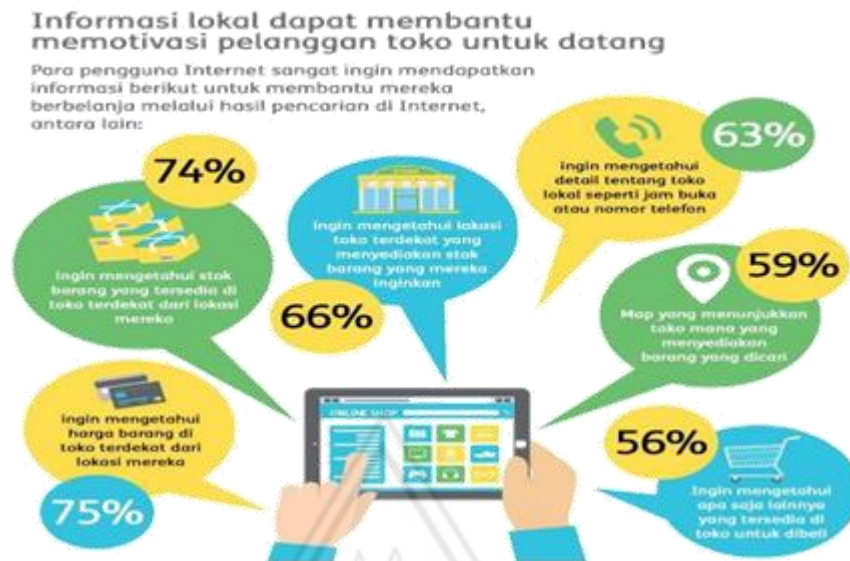 Informasi lokal dapat membantu
memotivasi pelanggan toko untuk datang
Para pengguna Internet sangat ingin mendapatkan
informasi berikut untuk membantu mereka
berbelanja melalui hasil pencarian di Internet,
antara lain:
74%
Ingin mengetahui stok
barang yang tersedia di
toko terdekat dari lokasi
mereka
Ingin mengetahui lokasi
toko terdekat yang
menyediakan stok
barang yang mereka
inginkan
66%
63%
Ingin mengetahui
detail tentang toko
lokal seperti jam buka
atau nomor telefon
59%
Map yang menunjukkan
toko mana yang
menyediakan
barang yang dicari
Ingin mengetahui
harga barang di
toko terdekat dari
lokasi mereka
75%
ONLINE SHOP
56%
Ingin mengetahui
apa saja lainnya
yang tersedia di
toko untuk dibeli